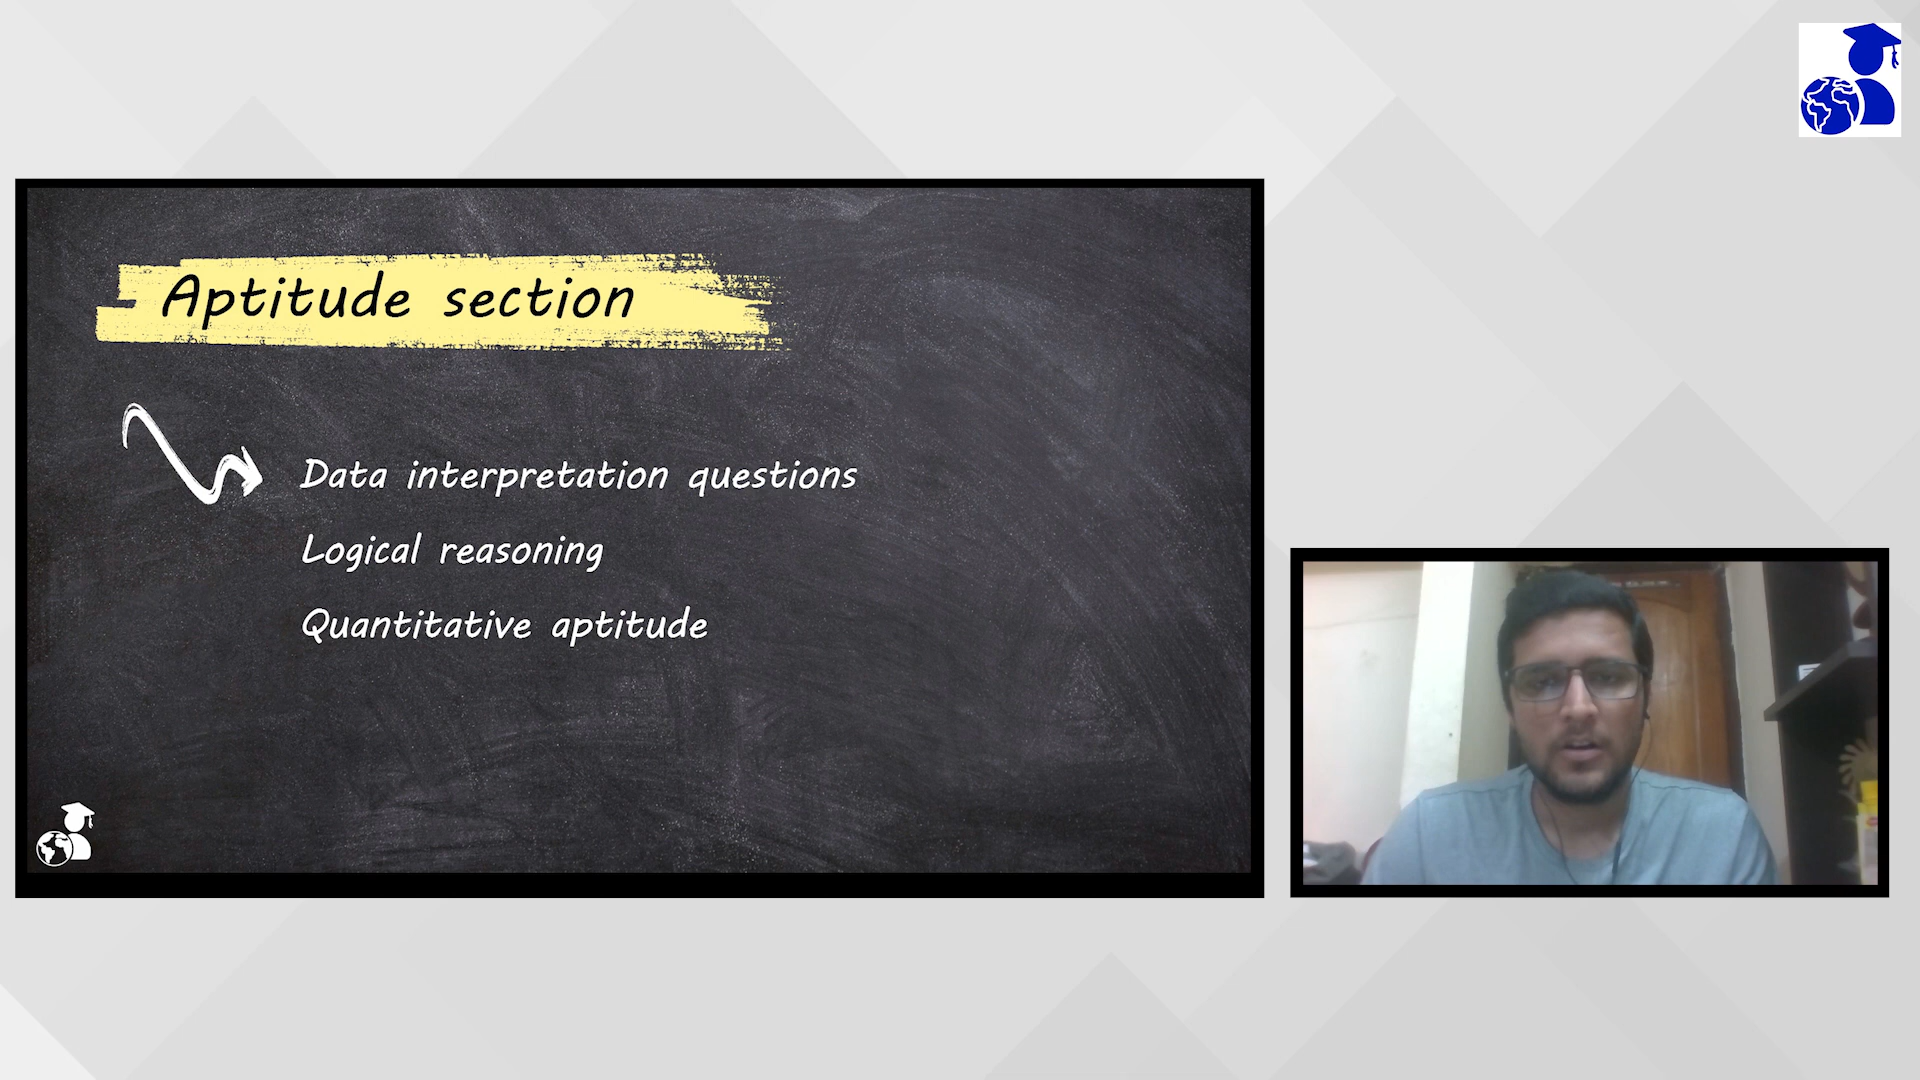 Aptitude section
Data interpretation questions
Logical reasoning
Quantitative aptitude